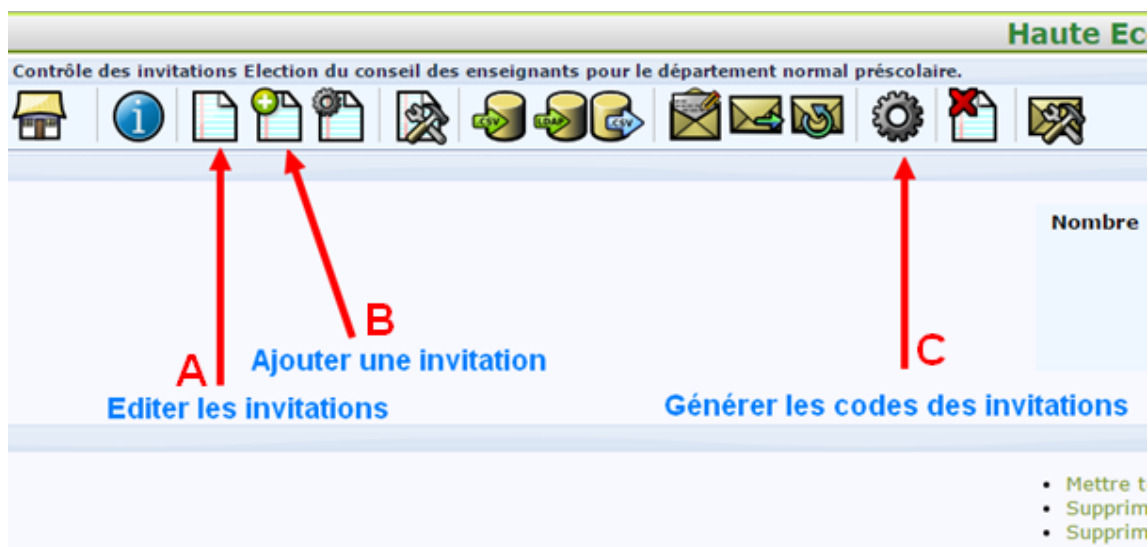 Haute Ec
Contrôle des invitations Election du conseil des enseignants pour le département normal préscolaire.
CSV LDAP CSV
Nombre
B
Ajouter une invitation
A
Editer les invitations
C
Générer les codes des invitations
Mettre t
Supprim
Supprim